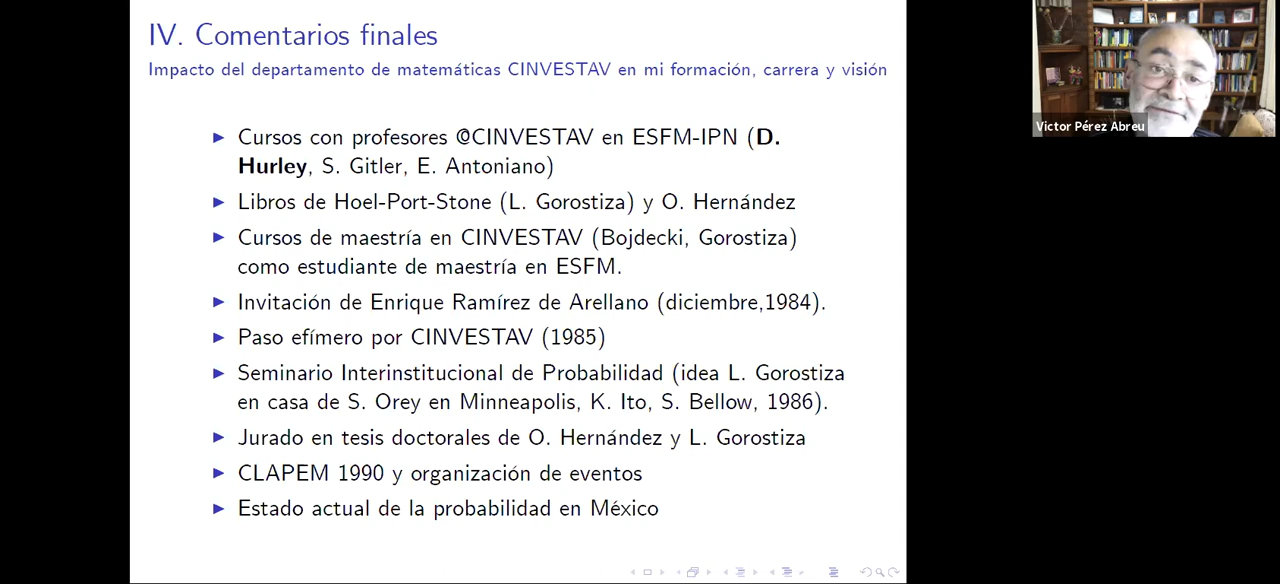 IV. Comentarios finales
Impacto del departamento de matemáticas CINVESTAV en mi formación, carrera y visión
Cursos con profesores @CINVESTAV en ESFM-IPN (D.
Hurley, S. Gitler, E. Antoniano)
Libros de Hoel-Port-Stone (L. Gorostiza) y O. Hernández
Cursos de maestría en CINVESTAV (Bojdecki, Gorostiza)
como estudiante de maestría en ESFM.
Invitación de Enrique Ramírez de Arellano (diciembre,1984).
Paso efímero por CINVESTAV (1985)
Seminario Interinstitucional de Probabilidad (idea L. Gorostiza
en casa de S. Orey en Minneapolis, K. Ito, S. Bellow, 1986).
Jurado en tesis doctorales de O. Hernández y L. Gorostiza
CLAPEM 1990 y organización de eventos
Estado actual de la probabilidad en México
Victor Pérez Abreu